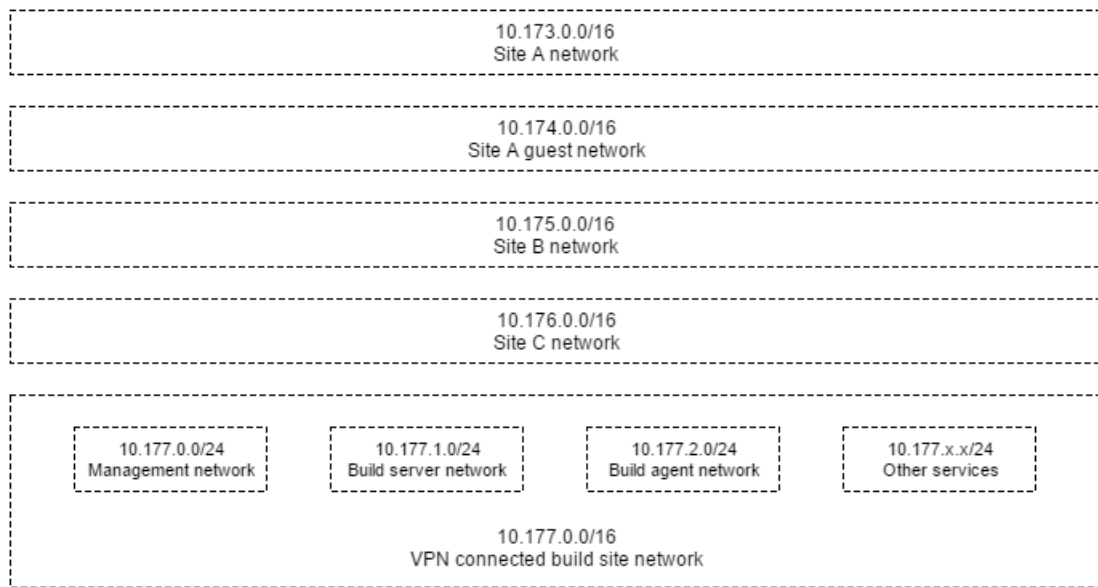 10.173.0.0/16
Site A network
10.174.0.0/16
Site A guest network
10.175.0.0/16
Site B network
10.176.0.0/16
Site C network
10.177.0.0/24
Management network
10.177.1.0/24
Build server network
10.177.2.0/24
Build agent network
10.177.x.x/24
Other services
10.177.0.0/16
VPN connected build site network